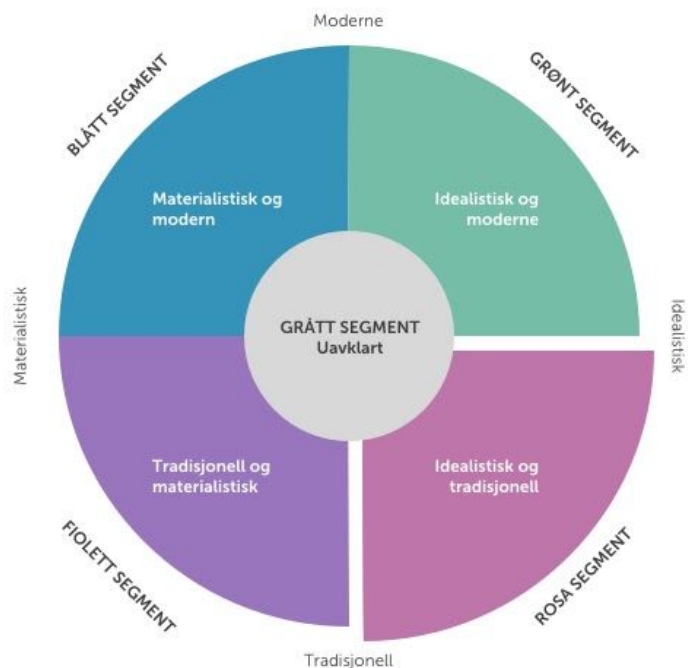 Moderne
BLÅTT SEGMENT
GRØNT SEGMENT
Materialistisk og
modern
Idealistisk og
moderne
Materialistisk
GRÅTT SEGMENT
Uavklart
Idealistisk
Tradisjonell og
materialistisk
Idealistisk og
tradisjonell
FIOLETT SEGMENT
ROSA SEGMENT
Tradisjonell